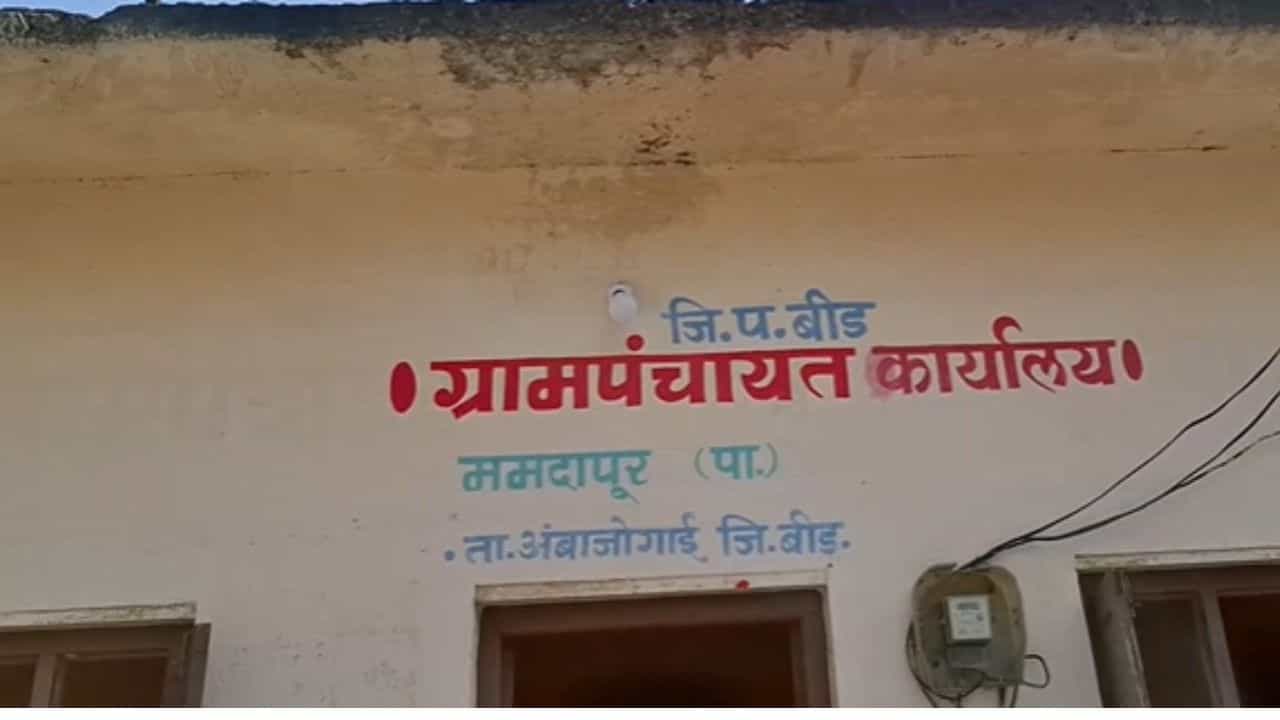 जि.प.बीड
ग्रामपंचायत कार्यालय
ममदापूर (पा.)
ता.अंबाजोगाई जि.बीड.